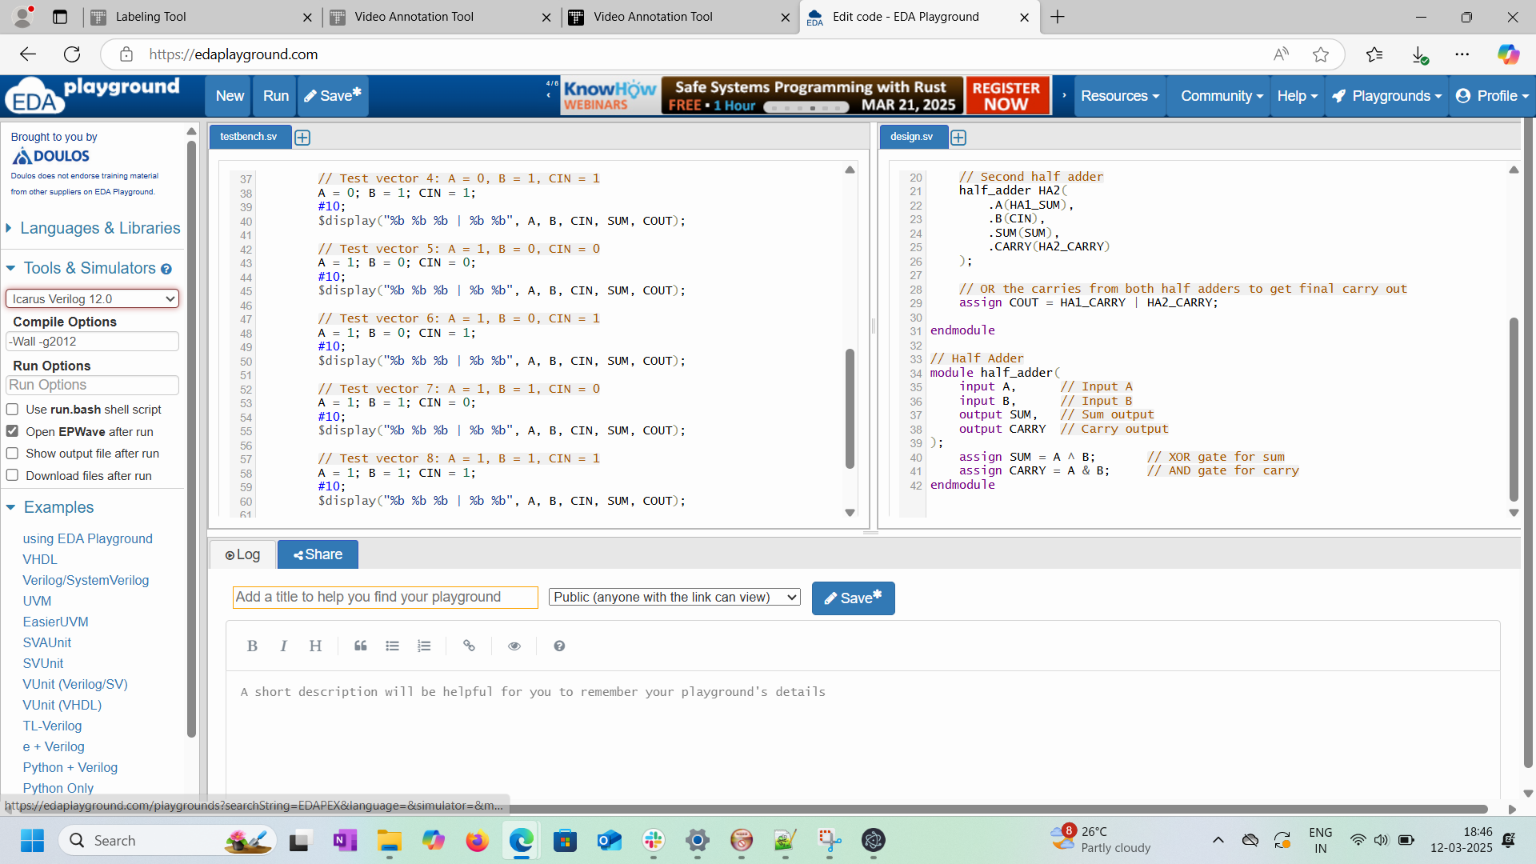 Labeling Tool
Video Annotation Tool
Video Annotation Tool
Edit code - EDA Playground
https://edaplayground.com
EDA playground
New
Run
Save*
4/6
KnowHow WEBINARS
Safe Systems Programming with Rust
FREE • 1 Hour
MAR 21, 2025
REGISTER NOW
Resources
Community
Help
Playgrounds
Profile
Brought to you by
DOULOS
Doulos does not endorse training material
from other suppliers on EDA Playground.
Languages & Libraries
Tools & Simulators
Icarus Verilog 12.0
Compile Options
-Wall -g2012
Run Options
Run Options
Use run.bash shell script
Open EPWave after run
Show output file after run
Download files after run
Examples
using EDA Playground
VHDL
Verilog/SystemVerilog
UVM
EasierUVM
SVAUnit
SVUnit
VUnit (Verilog/SV)
VUnit (VHDL)
TL-Verilog
e + Verilog
Python + Verilog
Python Only
https://edaplayground.com/playgrounds?searchString=EDAPEX&language=&simulator=&m...
testbench.sv
37 // Test vector 4: A = 0, B = 1, CIN = 1
38 A = 0; B = 1; CIN = 1;
39 #10;
40 $display("%b %b %b | %b %b", A, B, CIN, SUM, COUT);
41
42 // Test vector 5: A = 1, B = 0, CIN = 0
43 A = 1; B = 0; CIN = 0;
44 #10;
45 $display("%b %b %b | %b %b", A, B, CIN, SUM, COUT);
46
47 // Test vector 6: A = 1, B = 0, CIN = 1
48 A = 1; B = 0; CIN = 1;
49 #10;
50 $display("%b %b %b | %b %b", A, B, CIN, SUM, COUT);
51
52 // Test vector 7: A = 1, B = 1, CIN = 0
53 A = 1; B = 1; CIN = 0;
54 #10;
55 $display("%b %b %b | %b %b", A, B, CIN, SUM, COUT);
56
57 // Test vector 8: A = 1, B = 1, CIN = 1
58 A = 1; B = 1; CIN = 1;
59 #10;
60 $display("%b %b %b | %b %b", A, B, CIN, SUM, COUT);
61
design.sv
20 // Second half adder
21 half_adder HA2(
22 .A(HA1_SUM),
23 .B(CIN),
24 .SUM(SUM),
25 .CARRY(HA2_CARRY)
26 );
27
28 // OR the carries from both half adders to get final carry out
29 assign COUT = HA1_CARRY | HA2_CARRY;
30
31 endmodule
32
33 // Half Adder
34 module half_adder(
35 input A, // Input A
36 input B, // Input B
37 output SUM, // Sum output
38 output CARRY // Carry output
39 );
40 assign SUM = A ^ B; // XOR gate for sum
41 assign CARRY = A & B; // AND gate for carry
42 endmodule
Log
Share
Add a title to help you find your playground
Public (anyone with the link can view)
Save*
B I H
A short description will be helpful for you to remember your playground's details
Search
8
26°C
Partly cloudy
ENG
IN
18:46
12-03-2025